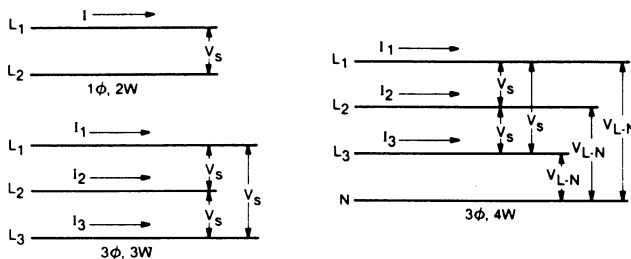 I
L1
VS
L2
1ϕ, 2W
I1
L1
I2
VS
L2
VS
I3
VS
L3
3ϕ, 3W
I1
L1
I2
VS
L2
VS
VL-N
I3
VS
VL-N
L3
VL-N
N
3ϕ, 4W